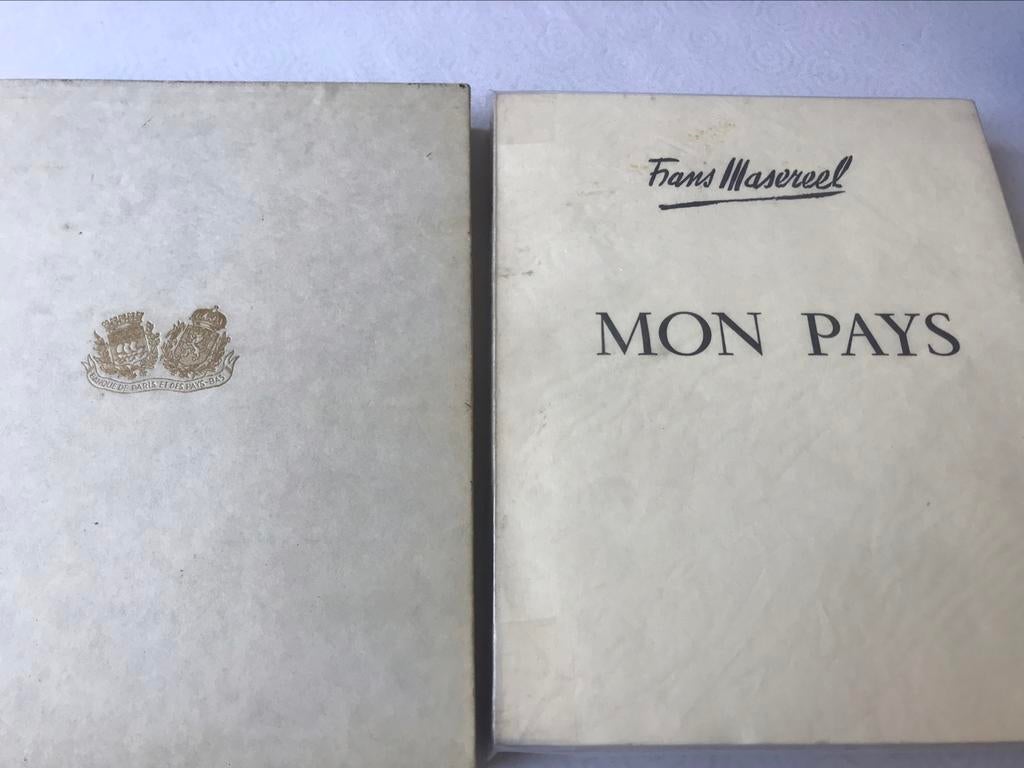 BANQUE DE PARIS ET DES PAYS-BAS
Frans Masereel
MON PAYS